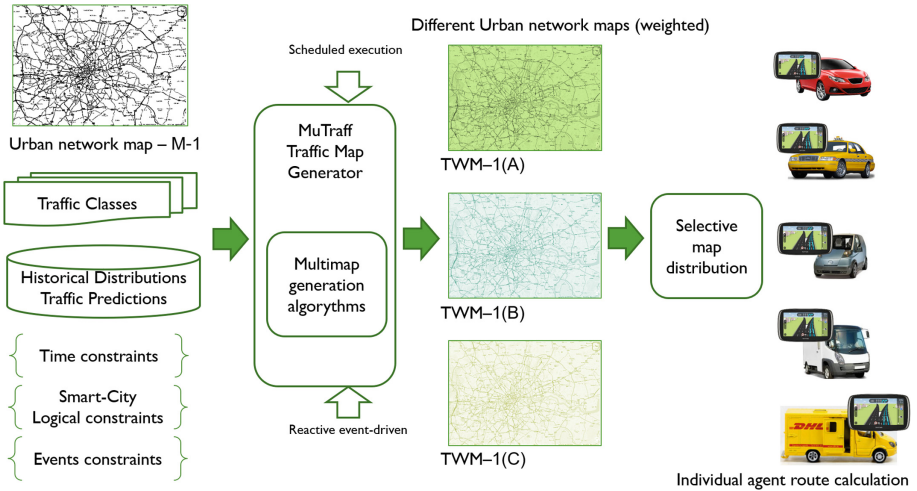 Different Urban network maps (weighted)
Scheduled execution
Urban network map – M-1
MuTraff
Traffic Map
Generator
TWM–1(A)
Traffic Classes
Multimap
generation
algorithms
Selective
map
distribution
Historical Distributions
Traffic Predictions
TWM–1(B)
Time constraints
Smart-City
Logical constraints
Reactive event-driven
Events constraints
TWM–1(C)
DHL
Individual agent route calculation